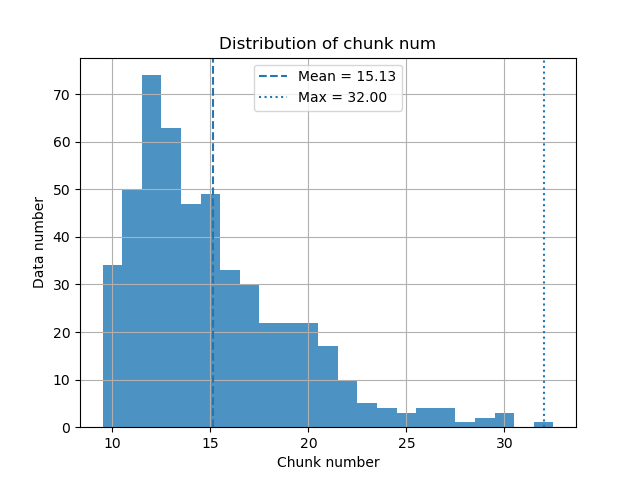 Distribution of chunk num
Mean = 15.13
Max = 32.00
70
60
50
40
30
20
10
0
Data number
10 15 20 25 30
Chunk number